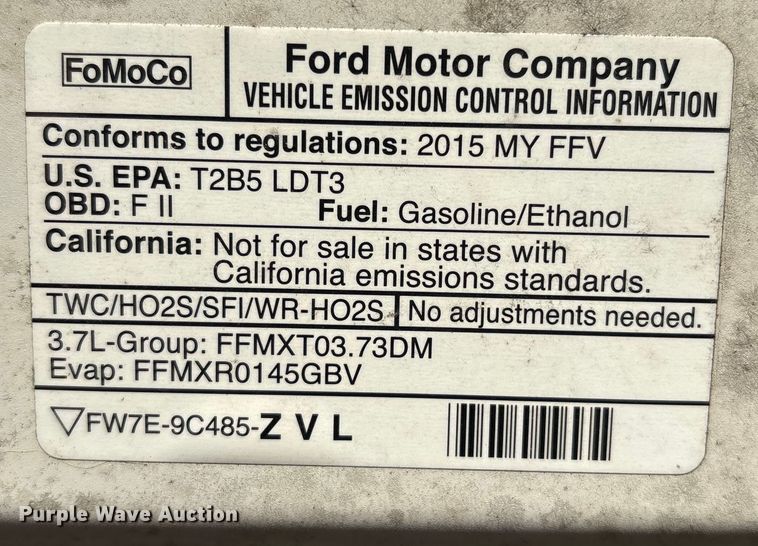 FoMoCo
Ford Motor Company
VEHICLE EMISSION CONTROL INFORMATION
Conforms to regulations: 2015 MY FFV
U.S. EPA: T2B5 LDT3
OBD: F II Fuel: Gasoline/Ethanol
California: Not for sale in states with
California emissions standards.
TWC/HO2S/SFI/WR-HO2S No adjustments needed.
3.7L-Group: FFMXT03.73DM
Evap: FFMXR0145GBV
▽FW7E-9C485-Z V L
Purple Wave Auction